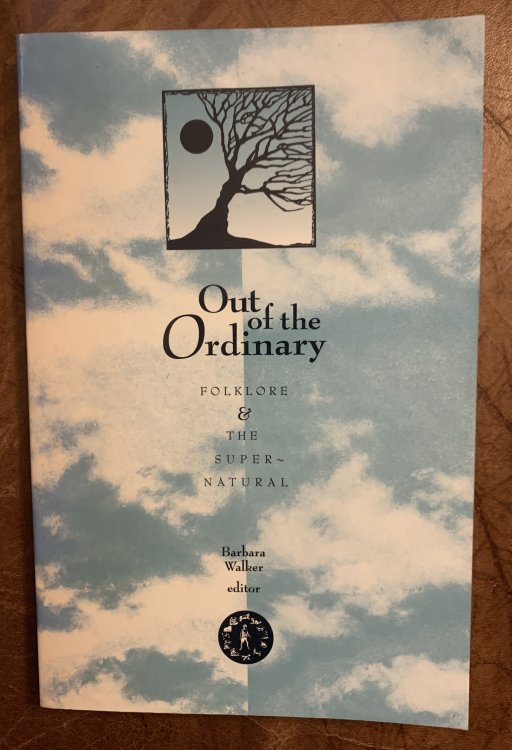 Out
of the
Ordinary
FOLKLORE
&
THE
SUPER~
NATURAL
Barbara
Walker
editor